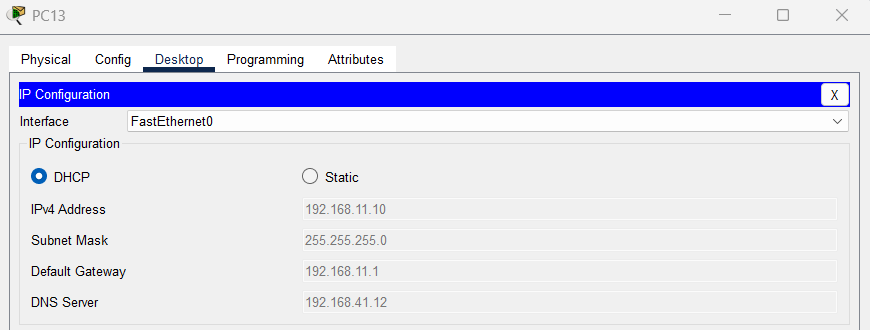 PC13
Physical Config Desktop Programming Attributes
IP Configuration X
Interface FastEthernet0
IP Configuration
DHCP Static
IPv4 Address 192.168.11.10
Subnet Mask 255.255.255.0
Default Gateway 192.168.11.1
DNS Server 192.168.41.12